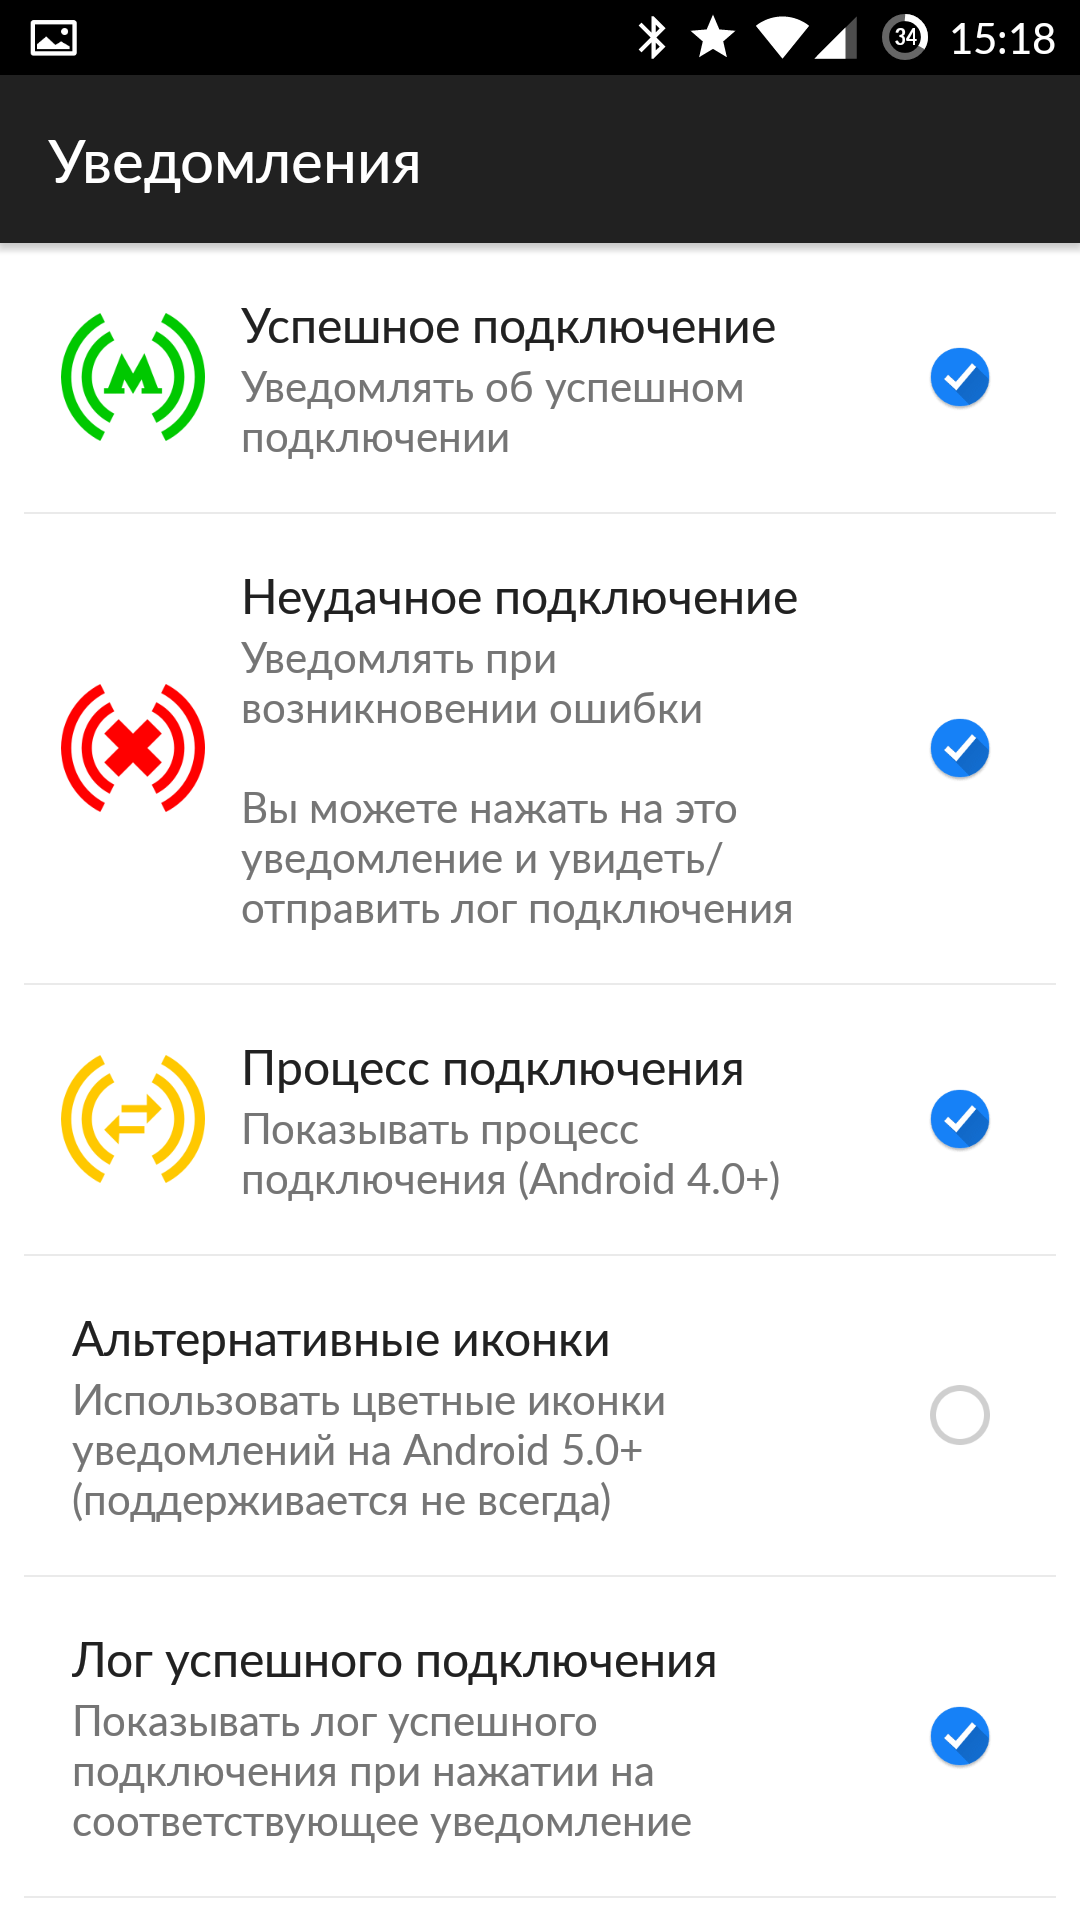 34 15:18
Уведомления
Успешное подключение
Уведомлять об успешном
подключении
Неудачное подключение
Уведомлять при
возникновении ошибки
Вы можете нажать на это
уведомление и увидеть/
отправить лог подключения
Процесс подключения
Показывать процесс
подключения (Android 4.0+)
Альтернативные иконки
Использовать цветные иконки
уведомлений на Android 5.0+
(поддерживается не всегда)
Лог успешного подключения
Показывать лог успешного
подключения при нажатии на
соответствующее уведомление